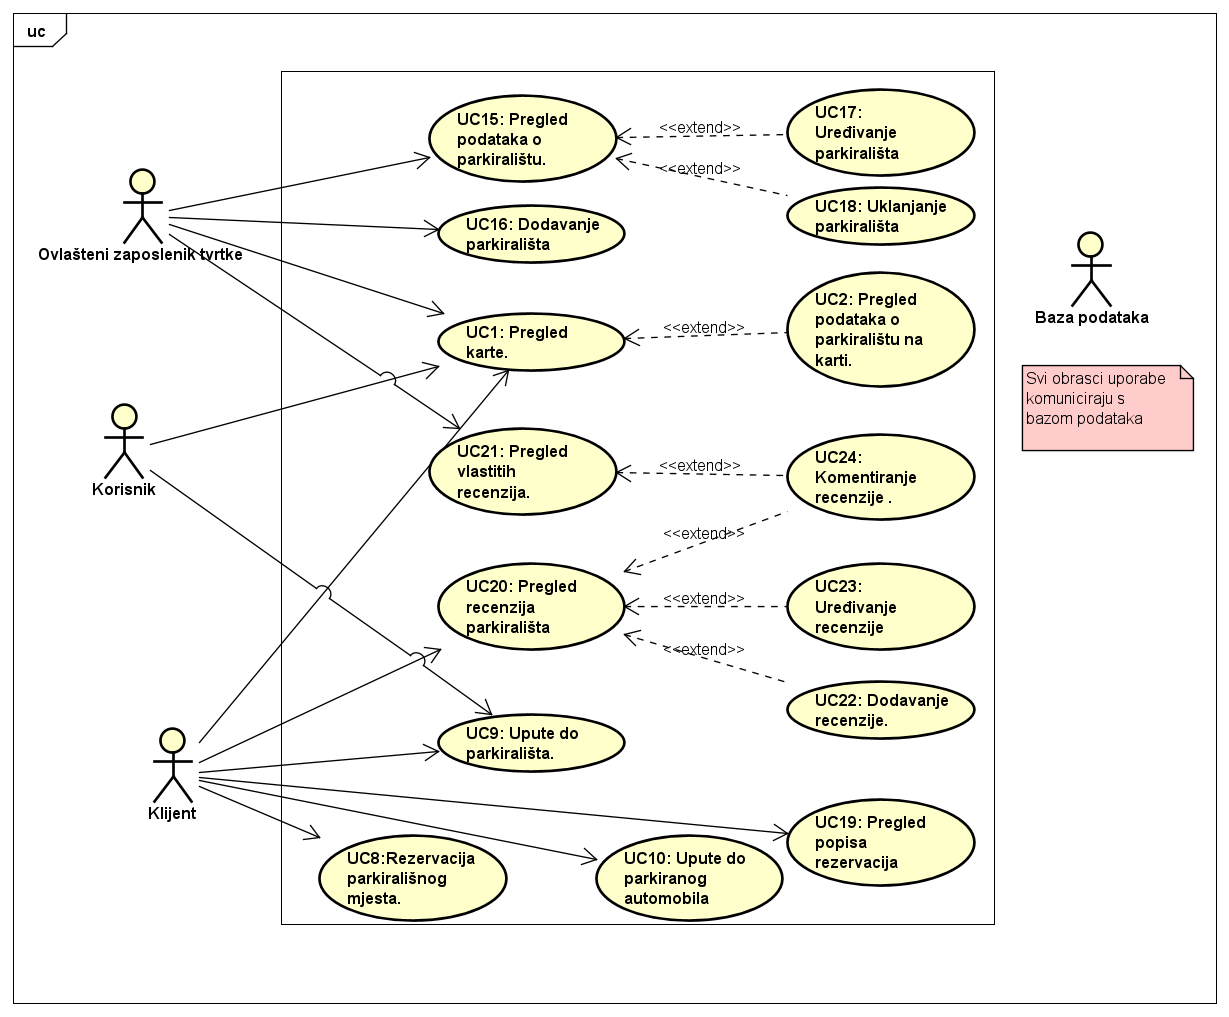 uc
UC15: Pregled
podataka o
parkiralištu.
<<extend>>
UC17:
Uređivanje
parkirališta
<<extend>>
UC18: Uklanjanje
parkirališta
Ovlašteni zaposlenik tvrtke
UC16: Dodavanje
parkirališta
UC1: Pregled
karte.
<<extend>>
UC2: Pregled
podataka o
parkiralištu na
karti.
Baza podataka
Svi obrasci uporabe
komuniciraju s
bazom podataka
Korisnik
UC21: Pregled
vlastitih
recenzija.
<<extend>>
UC24:
Komentiranje
recenzije .
<<extend>>
UC20: Pregled
recenzija
parkirališta
<<extend>>
UC23:
Uređivanje
recenzije
<<extend>>
UC22: Dodavanje
recenzije.
UC9: Upute do
parkirališta.
Klijent
UC19: Pregled
popisa
rezervacija
UC8:Rezervacija
parkirališnog
mjesta.
UC10: Upute do
parkiranog
automobila